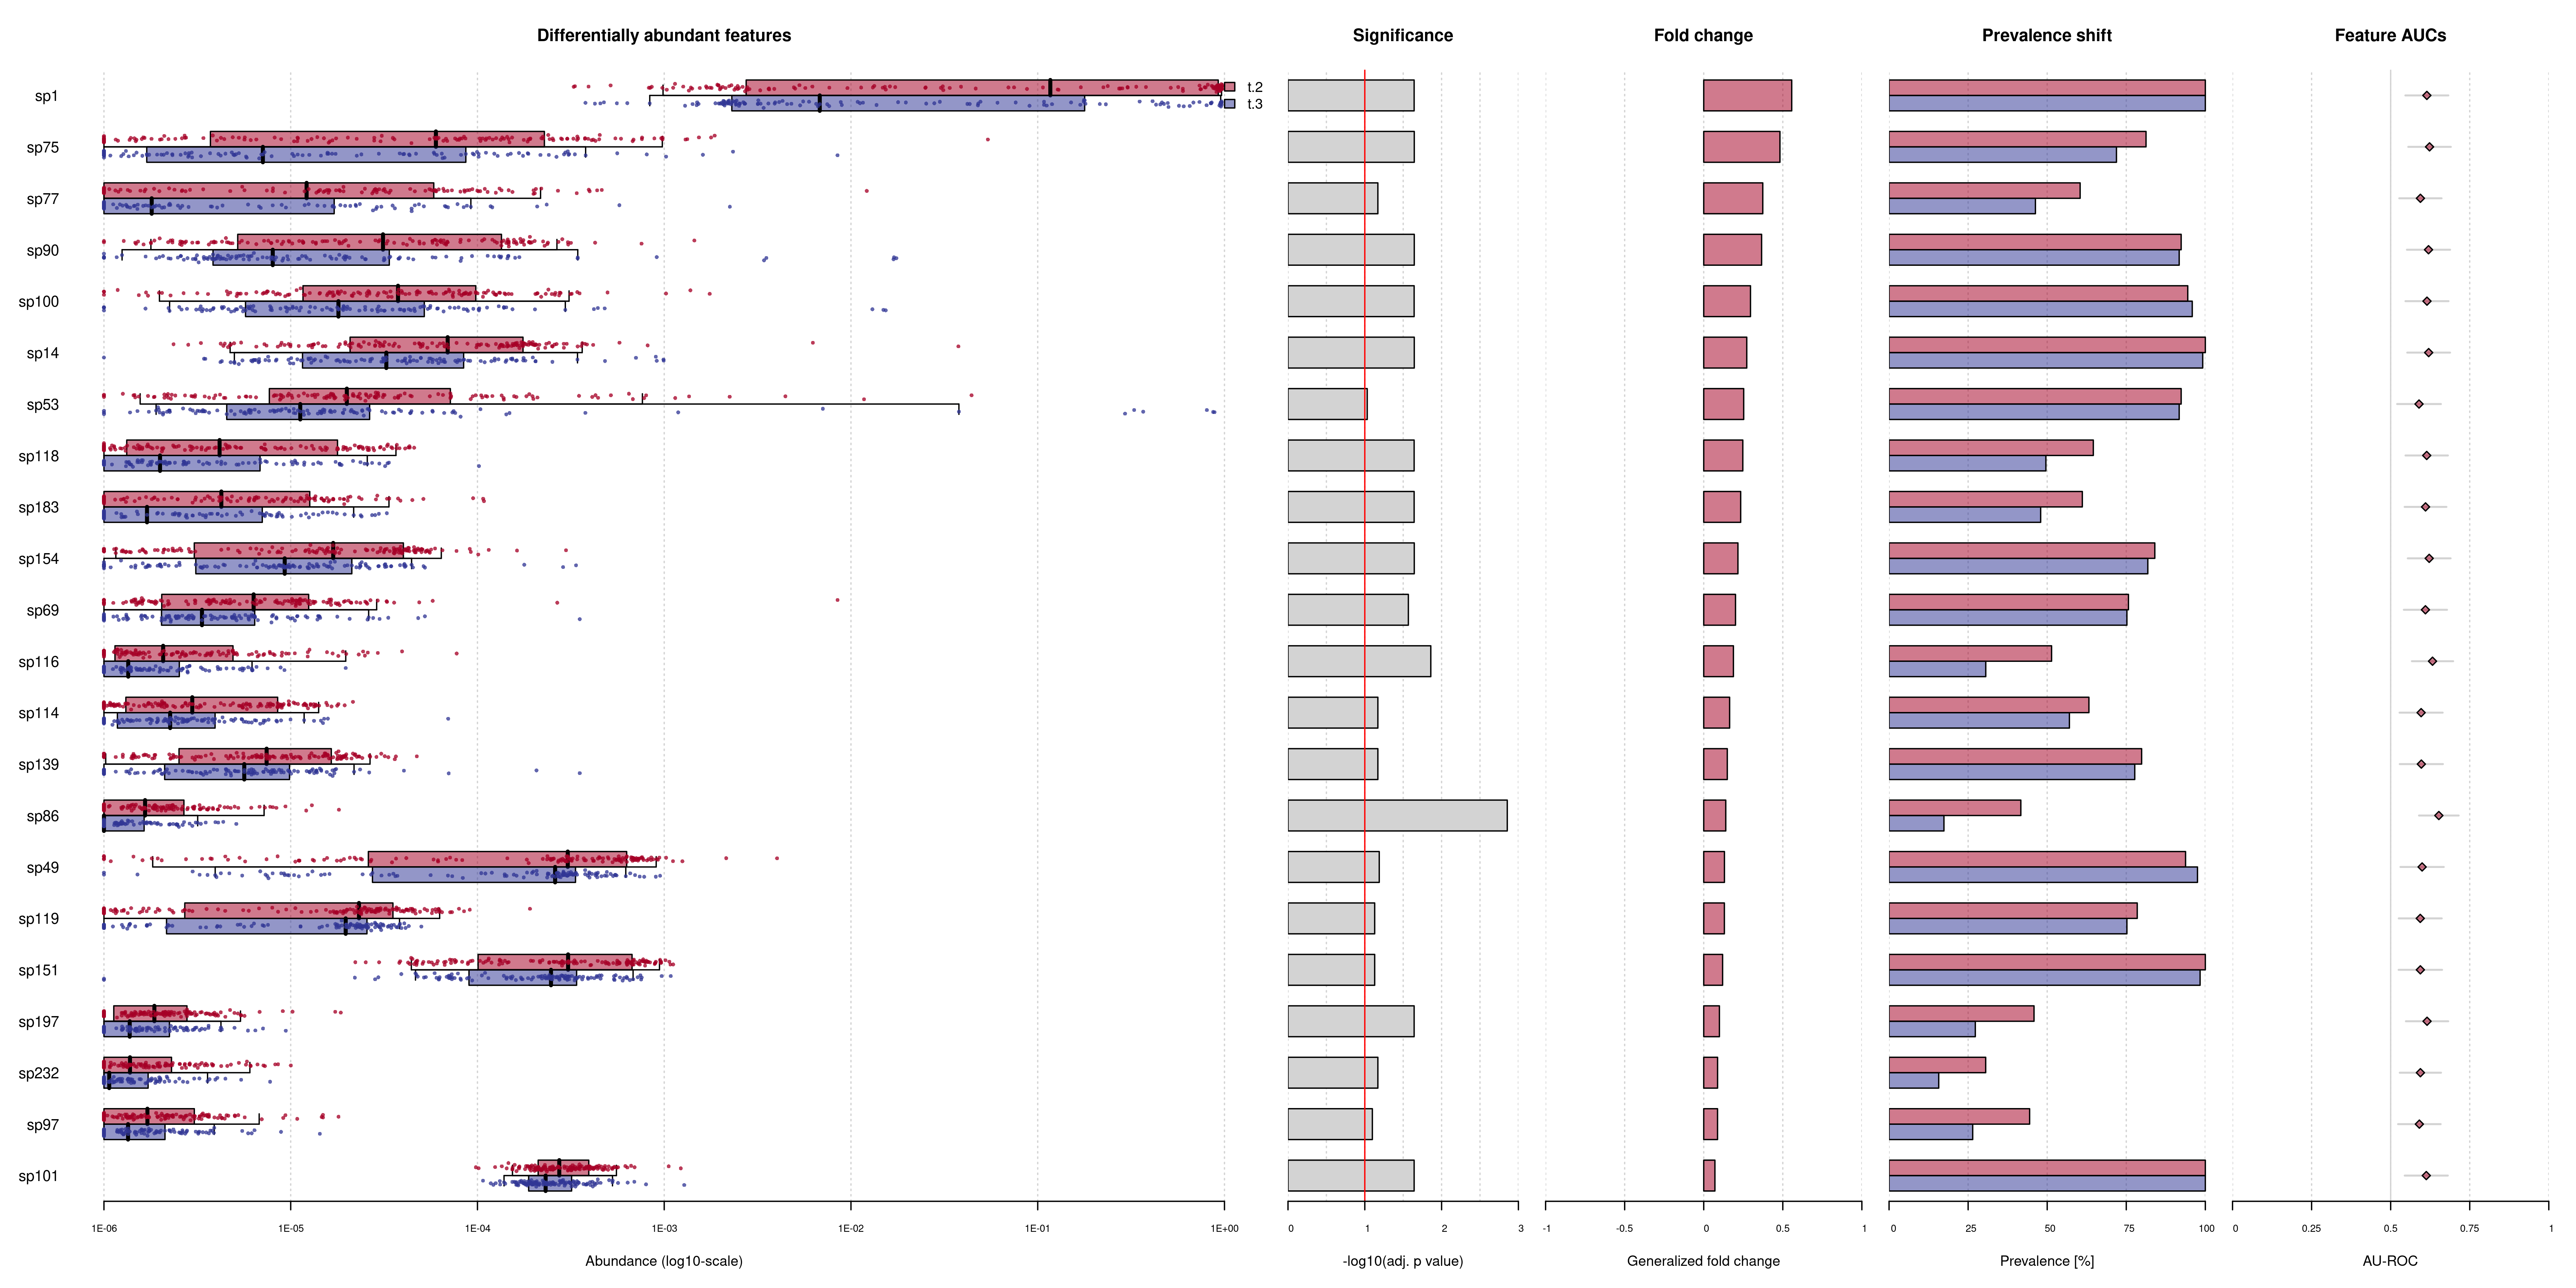 Differentially abundant features
Significance
Fold change
Prevalence shift
Feature AUCs
t.2
t.3
sp1
sp75
sp77
sp90
sp100
sp14
sp53
sp118
sp183
sp154
sp69
sp116
sp114
sp139
sp86
sp49
sp119
sp151
sp197
sp232
sp97
sp101
1E-06 1E-05 1E-04 1E-03 1E-02 1E-01 1E+00
0 1 2 3
-1 -0.5 0 0.5 1
0 25 50 75 100
0 0.25 0.5 0.75 1
Abundance (log10-scale)
-log10(adj. p value)
Generalized fold change
Prevalence [%]
AU-ROC